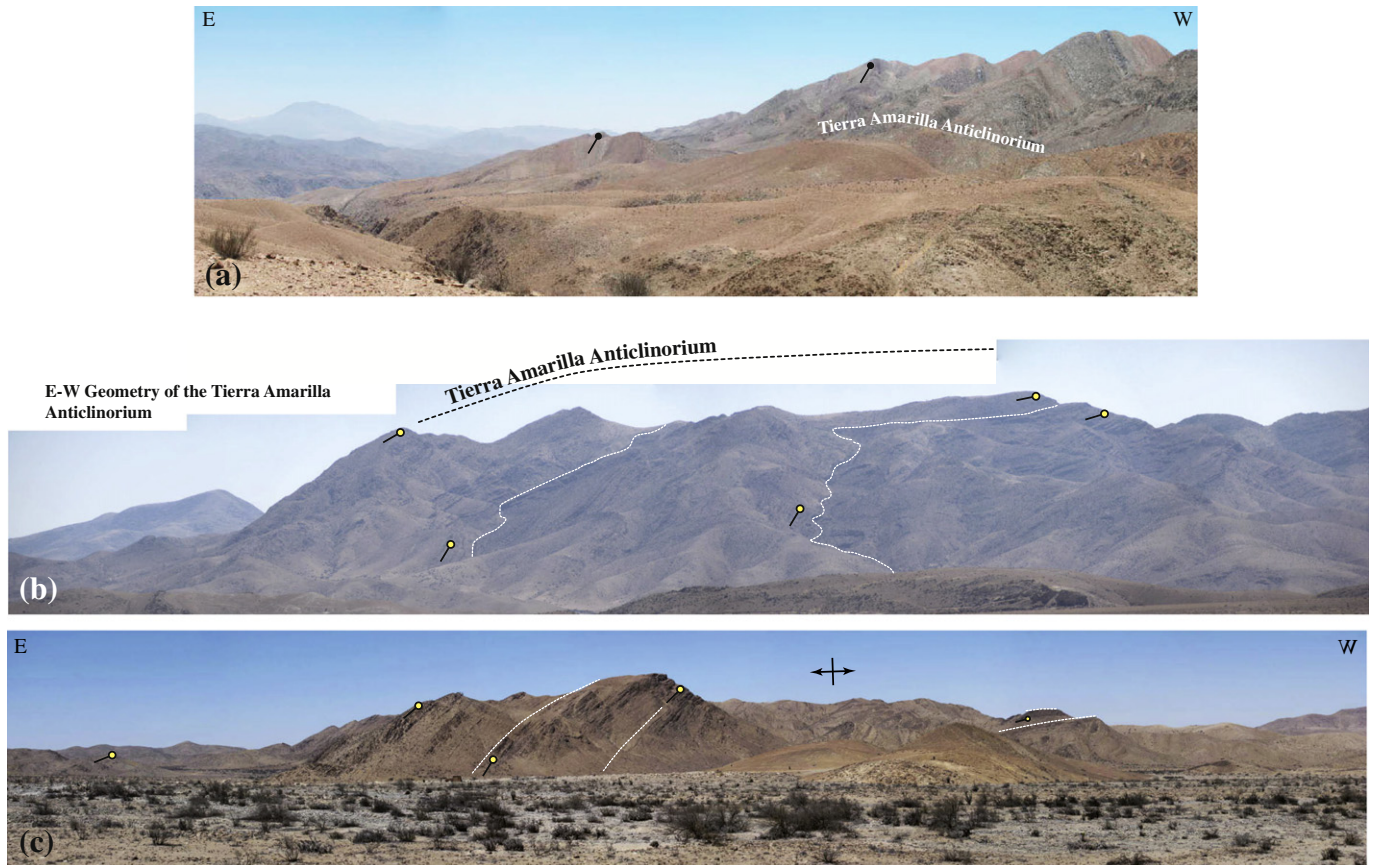 E
W
Tierra Amarilla Anticlinorium
(a)
Tierra Amarilla Anticlinorium
E-W Geometry of the Tierra Amarilla
Anticlinorium
(b)
E
W
(c)